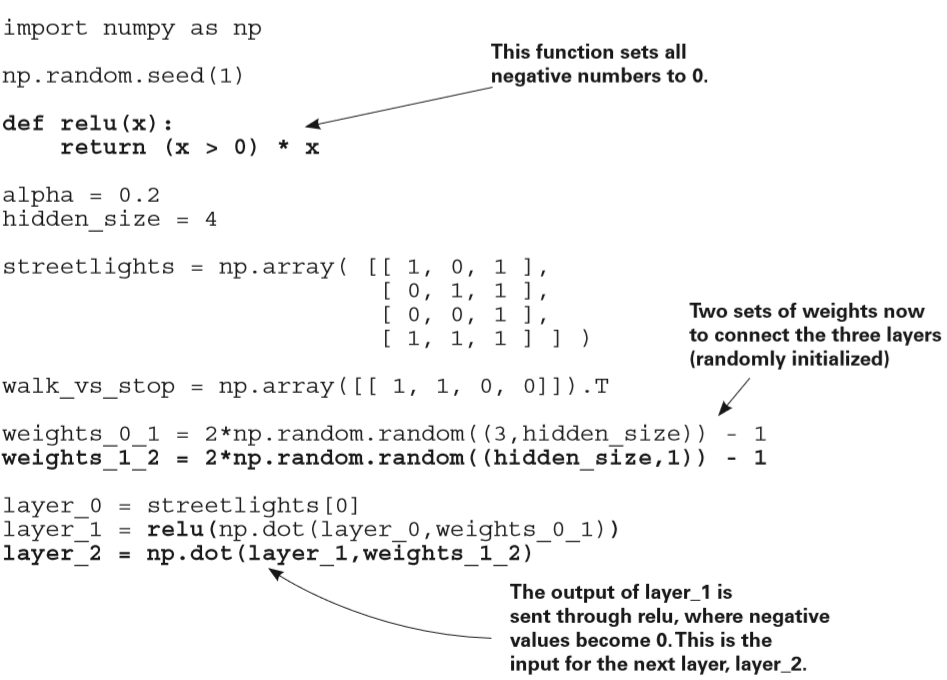 import numpy as np
This function sets all
negative numbers to 0.
np.random.seed(1)
def relu(x):
    return (x > 0) * x
alpha = 0.2
hidden_size = 4
streetlights = np.array( [[ 1, 0, 1 ],
                          [ 0, 1, 1 ],
                          [ 0, 0, 1 ],
                          [ 1, 1, 1 ] ] )
Two sets of weights now
to connect the three layers
(randomly initialized)
walk_vs_stop = np.array([[ 1, 1, 0, 0]]).T
weights_0_1 = 2*np.random.random((3,hidden_size)) - 1
weights_1_2 = 2*np.random.random((hidden_size,1)) - 1
layer_0 = streetlights[0]
layer_1 = relu(np.dot(layer_0,weights_0_1))
layer_2 = np.dot(layer_1,weights_1_2)
The output of layer_1 is
sent through relu, where negative
values become 0. This is the
input for the next layer, layer_2.